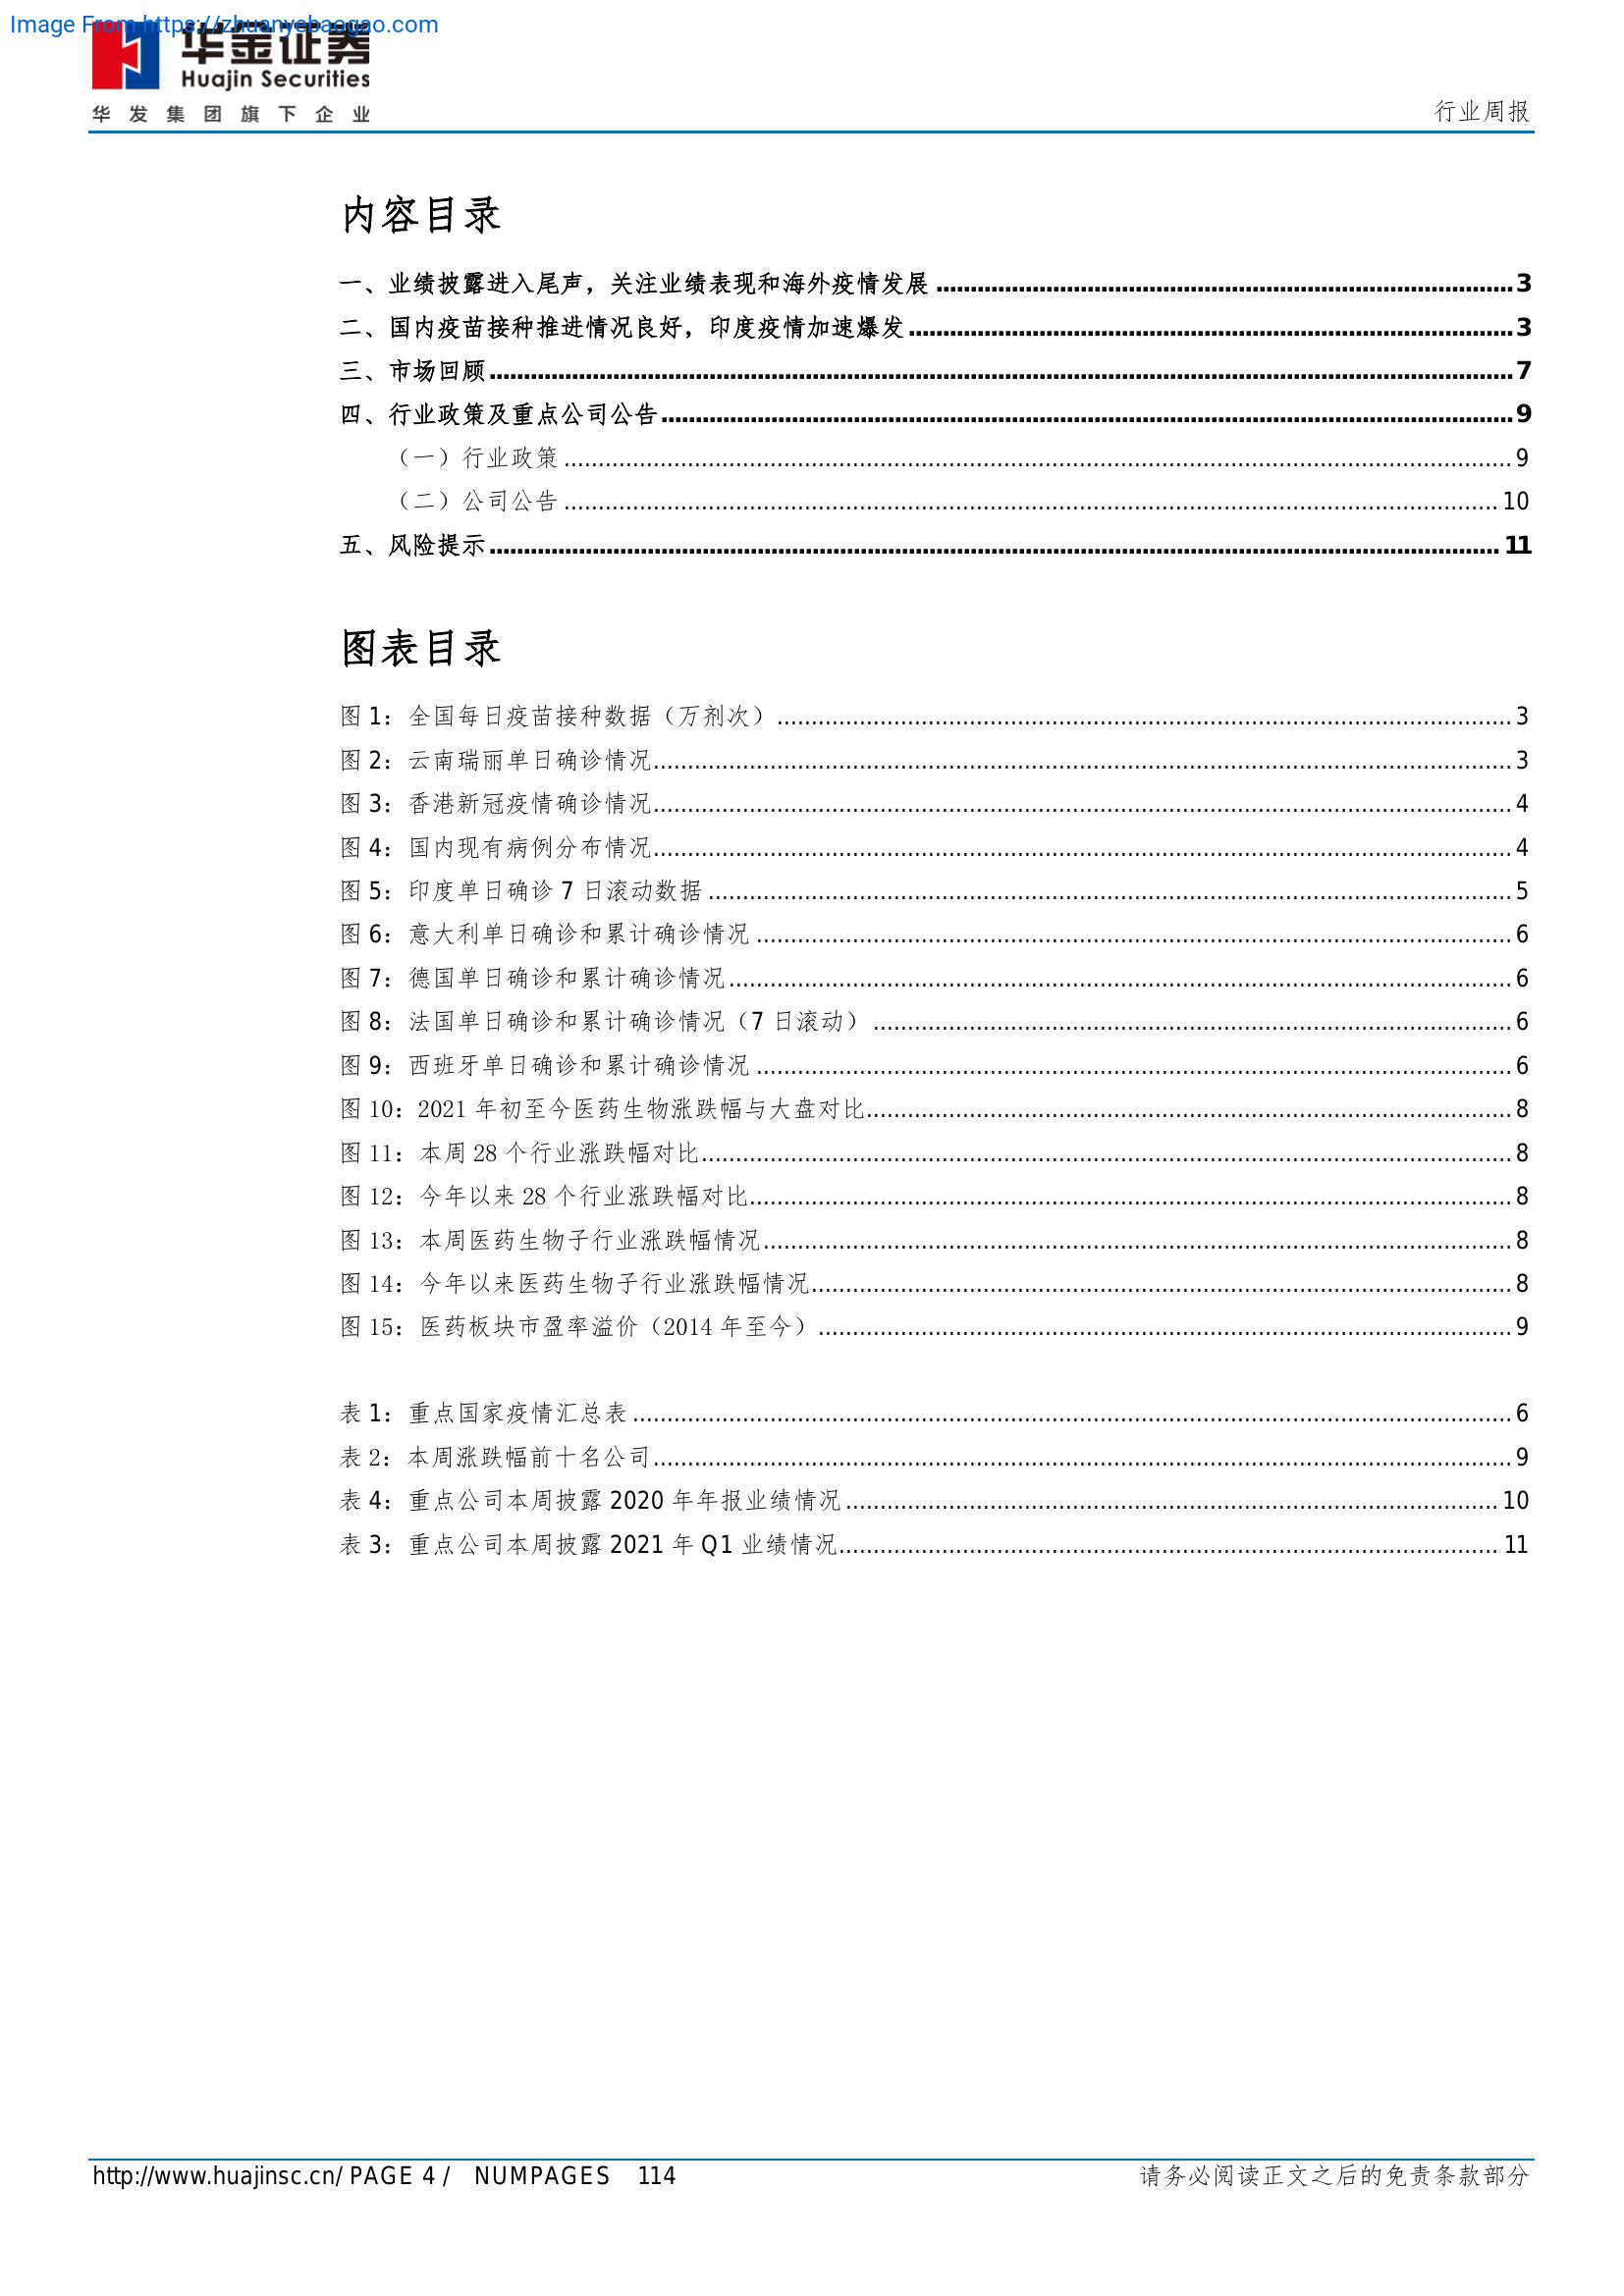 Image From https://zhuanyebaogao.com
华金证券
Huajin Securities
华发集团旗下企业
行业周报
内容目录
一、业绩披露进入尾声，关注业绩表现和海外疫情发展 ........ 3
二、国内疫苗接种推进情况良好，印度疫情加速爆发 ........ 3
三、市场回顾 ........ 7
四、行业政策及重点公司公告 ........ 9
（一）行业政策 ........ 9
（二）公司公告 ........ 10
五、风险提示 ........ 11
图表目录
图 1：全国每日疫苗接种数据（万剂次） ........ 3
图 2：云南瑞丽单日确诊情况 ........ 3
图 3：香港新冠疫情确诊情况 ........ 4
图 4：国内现有病例分布情况 ........ 4
图 5：印度单日确诊 7 日滚动数据 ........ 5
图 6：意大利单日确诊和累计确诊情况 ........ 6
图 7：德国单日确诊和累计确诊情况 ........ 6
图 8：法国单日确诊和累计确诊情况（7 日滚动） ........ 6
图 9：西班牙单日确诊和累计确诊情况 ........ 6
图 10：2021 年初至今医药生物涨跌幅与大盘对比 ........ 8
图 11：本周 28 个行业涨跌幅对比 ........ 8
图 12：今年以来 28 个行业涨跌幅对比 ........ 8
图 13：本周医药生物子行业涨跌幅情况 ........ 8
图 14：今年以来医药生物子行业涨跌幅情况 ........ 8
图 15：医药板块市盈率溢价（2014 年至今） ........ 9
表 1：重点国家疫情汇总表 ........ 6
表 2：本周涨跌幅前十名公司 ........ 9
表 4：重点公司本周披露 2020 年年报业绩情况 ........ 10
表 3：重点公司本周披露 2021 年 Q1 业绩情况 ........ 11
http://www.huajinsc.cn/ PAGE 4 / NUMPAGES 114
请务必阅读正文之后的免责条款部分